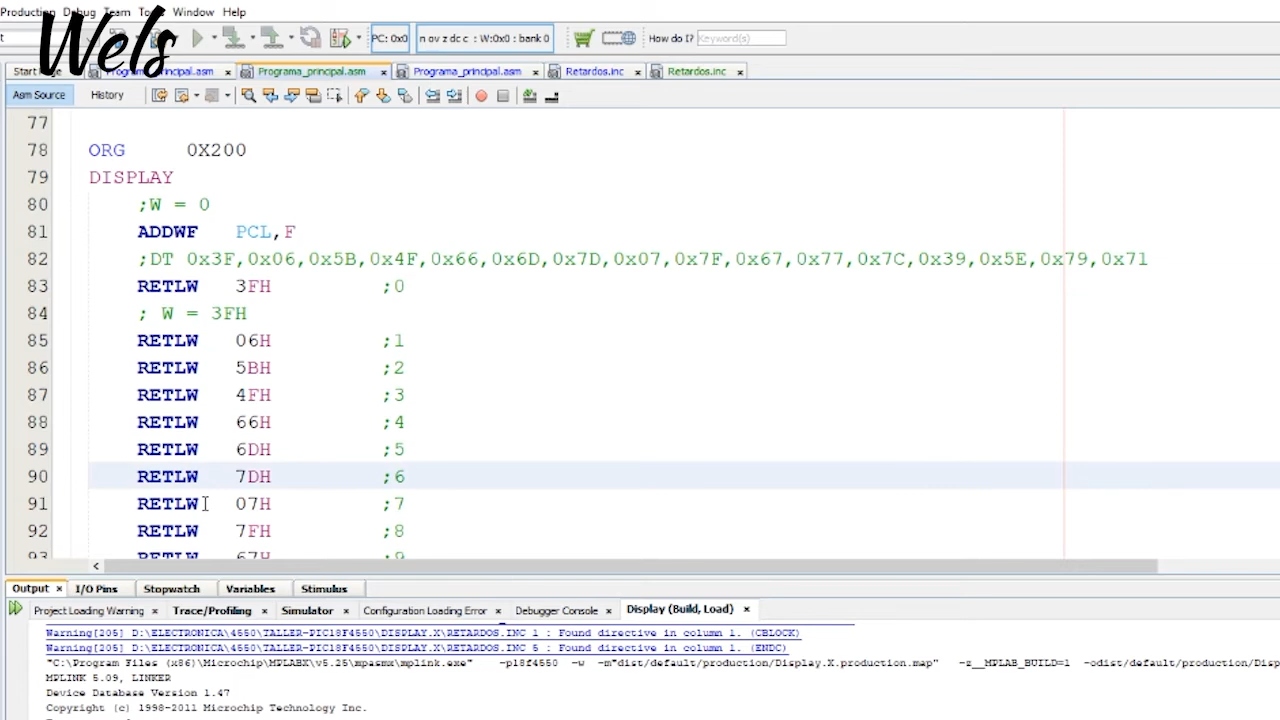 Production Debug Team Tools Window Help
Wels
PC: 0x0 n ov z dc c : W:0x0 : bank 0 How do I? Keyword(s)
Start Page Programa_principal.asm Programa_principal.asm Programa_principal.asm Retardos.inc Retardos.inc
Asm Source History
77
78 ORG 0X200
79 DISPLAY
80 ;W = 0
81 ADDWF PCL,F
82 ;DT 0x3F,0x06,0x5B,0x4F,0x66,0x6D,0x7D,0x07,0x7F,0x67,0x77,0x7C,0x39,0x5E,0x79,0x71
83 RETLW 3FH ;0
84 ; W = 3FH
85 RETLW 06H ;1
86 RETLW 5BH ;2
87 RETLW 4FH ;3
88 RETLW 66H ;4
89 RETLW 6DH ;5
90 RETLW 7DH ;6
91 RETLW 07H ;7
92 RETLW 7FH ;8
93 RETLW 67H ;9
Output I/O Pins Stopwatch Variables Stimulus
Project Loading Warning Trace/Profiling Simulator Configuration Loading Error Debugger Console Display (Build, Load)
Warning[205] D:\ELECTRONICA\4550\TALLER-PIC18F4550\DISPLAY.X\RETARDOS.INC 1 : Found directive in column 1. (CBLOCK)
Warning[205] D:\ELECTRONICA\4550\TALLER-PIC18F4550\DISPLAY.X\RETARDOS.INC 5 : Found directive in column 1. (ENDC)
"C:\Program Files (x86)\Microchip\MPLABX\v5.25\mpasmx\mplink.exe" -p18f4550 -w -m"dist/default/production/Display.X.production.map" -z__MPLAB_BUILD=1 -odist/default/production/Disp
MPLINK 5.09, LINKER
Device Database Version 1.47
Copyright (c) 1998-2011 Microchip Technology Inc.